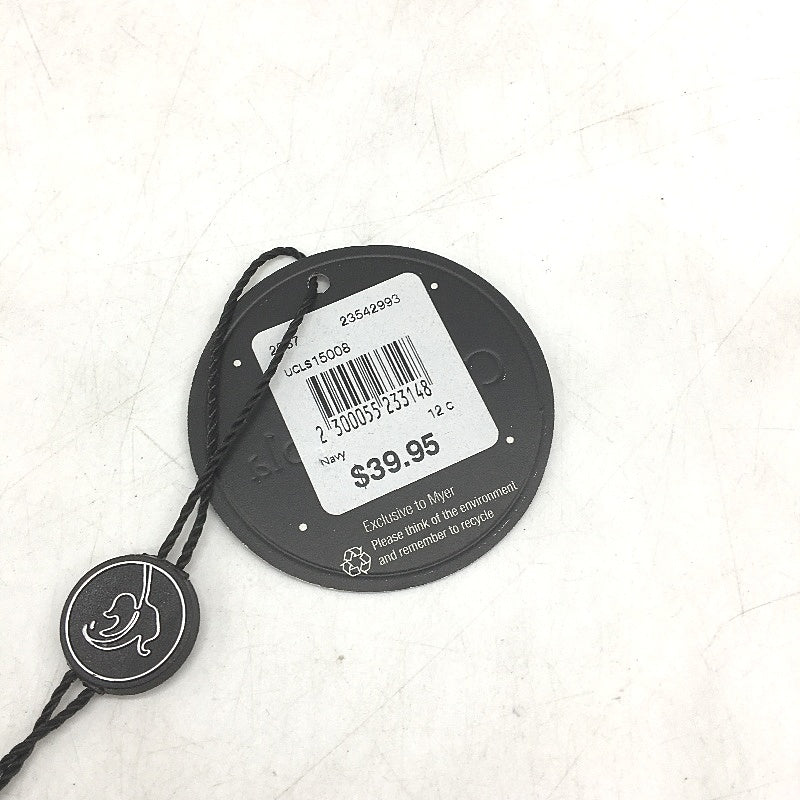 23542993
UCLS15008
2 300055 233148
12 C
Navy
$39.95
Exclusive to Myer
Please think of the environment
and remember to recycle